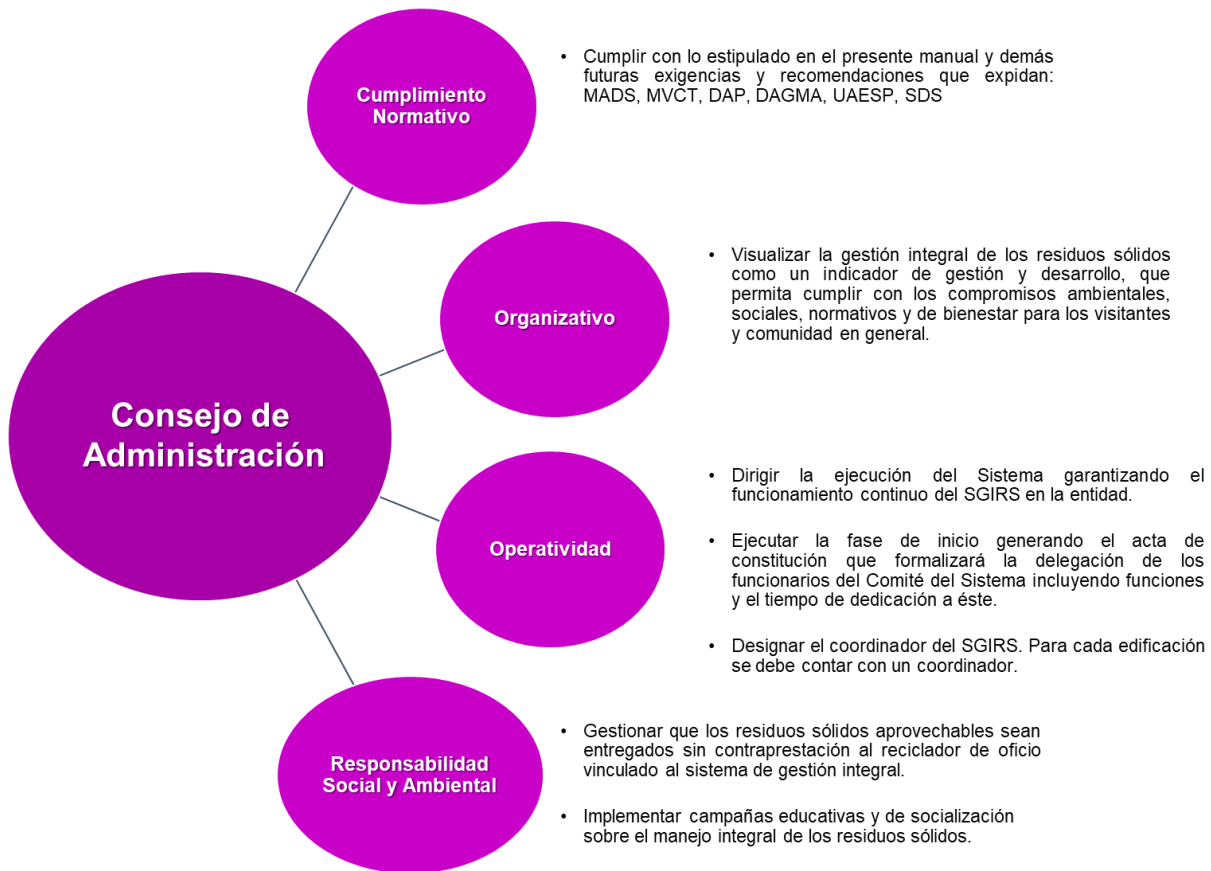 Cumplimiento
Normativo
• Cumplir con lo estipulado en el presente manual y demás
futuras exigencias y recomendaciones que expidan:
MADS, MVCT, DAP, DAGMA, UAESP, SDS
Organizativo
• Visualizar la gestión integral de los residuos sólidos
como un indicador de gestión y desarrollo, que
permita cumplir con los compromisos ambientales,
sociales, normativos y de bienestar para los visitantes
y comunidad en general.
Consejo de
Administración
Operatividad
• Dirigir la ejecución del Sistema garantizando el
funcionamiento continuo del SGIRS en la entidad.
• Ejecutar la fase de inicio generando el acta de
constitución que formalizará la delegación de los
funcionarios del Comité del Sistema incluyendo funciones
y el tiempo de dedicación a éste.
• Designar el coordinador del SGIRS. Para cada edificación
se debe contar con un coordinador.
Responsabilidad
Social y Ambiental
• Gestionar que los residuos sólidos aprovechables sean
entregados sin contraprestación al reciclador de oficio
vinculado al sistema de gestión integral.
• Implementar campañas educativas y de socialización
sobre el manejo integral de los residuos sólidos.